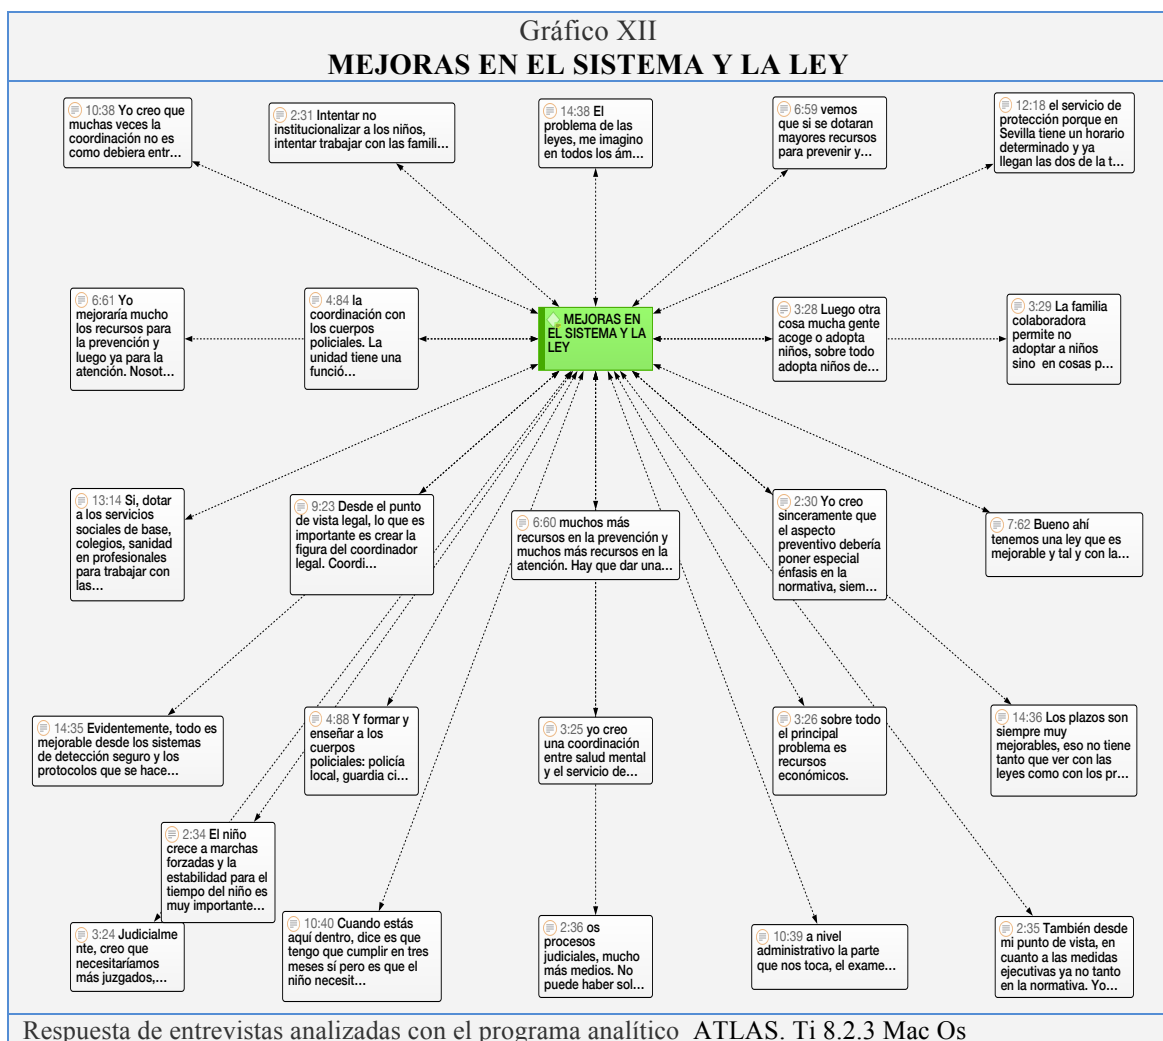 Gráfico XII
MEJORAS EN EL SISTEMA Y LA LEY
10:38 Yo creo que
muchas veces la
coordinación no es
como debiera entr...
2:31 Intentar no
institucionalizar a los niños,
intentar trabajar con las famili...
14:38 El
problema de las
leyes, me imagino
en todos los ám...
6:59 vemos
que si se dotaran
mayores recursos
para prevenir y...
12:18 el servicio de
protección porque en
Sevilla tiene un horario
determinado y ya
llegan las dos de la t...
6:61 Yo
mejoraría mucho
los recursos para
la prevención y
luego ya para la
atención. Nosot...
4:84 la
coordinación con
los cuerpos
policiales. La
unidad tiene una
funció...
MEJORAS EN
EL SISTEMA Y LA
LEY
3:28 Luego otra
cosa mucha gente
acoge o adopta
niños, sobre todo
adopta niños de...
3:29 La familia
colaboradora
permite no
adoptar a niños
sino en cosas p...
13:14 Si, dotar
a los servicios
sociales de base,
colegios, sanidad
en profesionales
para trabajar con
las...
9:23 Desde el punto
de vista legal, lo que es
importante es crear la
figura del coordinador
legal. Coordi...
6:60 muchos más
recursos en la prevención y
muchos más recursos en la
atención. Hay que dar una...
2:30 Yo creo
sinceramente que
el aspecto
preventivo debería
poner especial
énfasis en la
normativa, siem...
7:62 Bueno ahí
tenemos una ley que es
mejorable y tal y con la...
14:35 Evidentemente, todo es
mejorable desde los sistemas
de detección seguro y los
protocolos que se hace...
4:88 Y formar y
enseñar a los
cuerpos
policiales: policía
local, guardia ci...
3:25 yo creo
una coordinación
entre salud mental
y el servicio de...
3:26 sobre todo
el principal
problema es
recursos
económicos.
14:36 Los plazos son
siempre muy
mejorables, eso no tiene
tanto que ver con las
leyes como con los pr...
2:34 El niño
crece a marchas
forzadas y la
estabilidad para el
tiempo del niño es
muy importante...
3:24 Judicialme
nte, creo que
necesitaríamos
más juzgados,...
10:40 Cuando estás
aquí dentro, dice es que
tengo que cumplir en tres
meses sí pero es que el
niño necesit...
2:36 os
procesos
judiciales, mucho
más medios. No
puede haber sol...
10:39 a nivel
administrativo la parte
que nos toca, el exame...
2:35 También desde
mi punto de vista, en
cuanto a las medidas
ejecutivas ya no tanto
en la normativa. Yo...
Respuesta de entrevistas analizadas con el programa analítico ATLAS. Ti 8.2.3 Mac Os